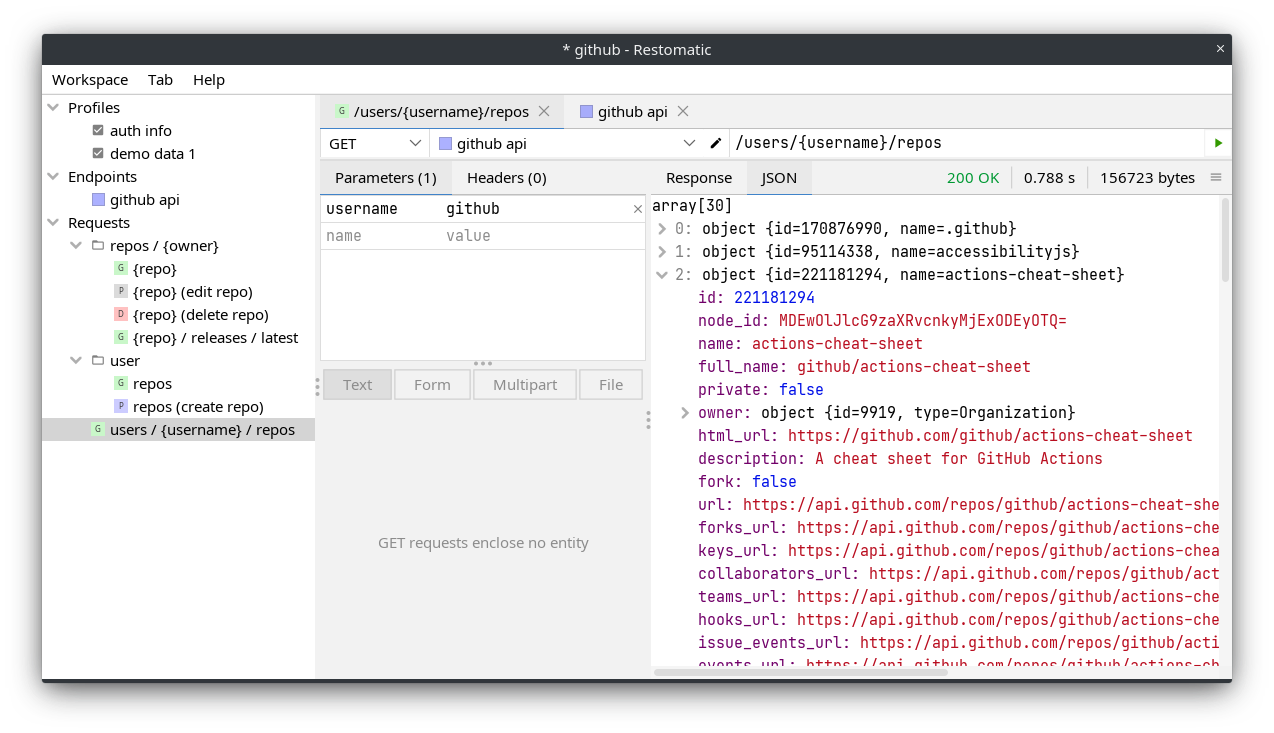 * github - Restomatic
Workspace Tab Help
Profiles
auth info
demo data 1
Endpoints
github api
Requests
repos / {owner}
G {repo}
P {repo} (edit repo)
D {repo} (delete repo)
G {repo} / releases / latest
user
G repos
P repos (create repo)
G users / {username} / repos
G /users/{username}/repos
github api
GET github api /users/{username}/repos
Parameters (1) Headers (0)
username github
name value
Text Form Multipart File
GET requests enclose no entity
Response JSON 200 OK 0.788 s 156723 bytes
array[30]
0: object {id=170876990, name=.github}
1: object {id=95114338, name=accessibilityjs}
2: object {id=221181294, name=actions-cheat-sheet}
id: 221181294
node_id: MDEwOlJlcG9zaXRvcnkyMjExODEyOTQ=
name: actions-cheat-sheet
full_name: github/actions-cheat-sheet
private: false
owner: object {id=9919, type=Organization}
html_url: https://github.com/github/actions-cheat-sheet
description: A cheat sheet for GitHub Actions
fork: false
url: https://api.github.com/repos/github/actions-cheat-she
forks_url: https://api.github.com/repos/github/actions-che
keys_url: https://api.github.com/repos/github/actions-chea
collaborators_url: https://api.github.com/repos/github/act
teams_url: https://api.github.com/repos/github/actions-che
hooks_url: https://api.github.com/repos/github/actions-che
issue_events_url: https://api.github.com/repos/github/acti
events_url: https://api.github.com/repos/github/actions-ch